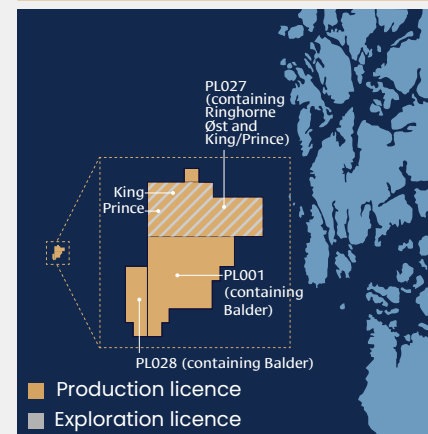 PL027
(containing
Ringhorne
Øst and
King/Prince)
King
Prince
PL001
(containing
Balder)
PL028 (containing Balder)
Production licence
Exploration licence